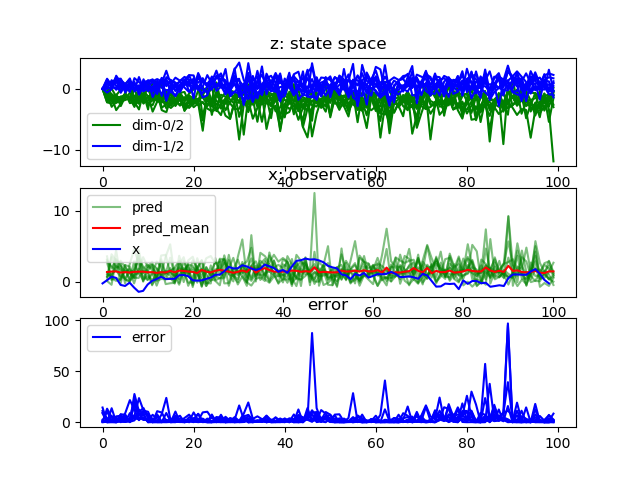 z: state space
0
−10
dim-0/2
dim-1/2
0 20 40 60 80 100
x: observation
10
0
pred
pred_mean
x
0 20 40 60 80 100
error
100
50
0
error
0 20 40 60 80 100